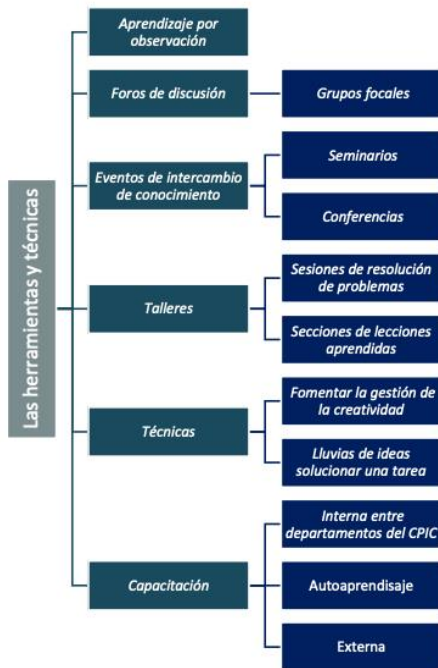 Las herramientas y técnicas
Aprendizaje por
observación
Foros de discusión
Grupos focales
Eventos de intercambio
de conocimiento
Seminarios
Conferencias
Talleres
Sesiones de resolución
de problemas
Secciones de lecciones
aprendidas
Técnicas
Fomentar la gestión de
la creatividad
Lluvias de ideas
solucionar una tarea
Capacitación
Interna entre
departamentos del CPIC
Autoaprendisaje
Externa